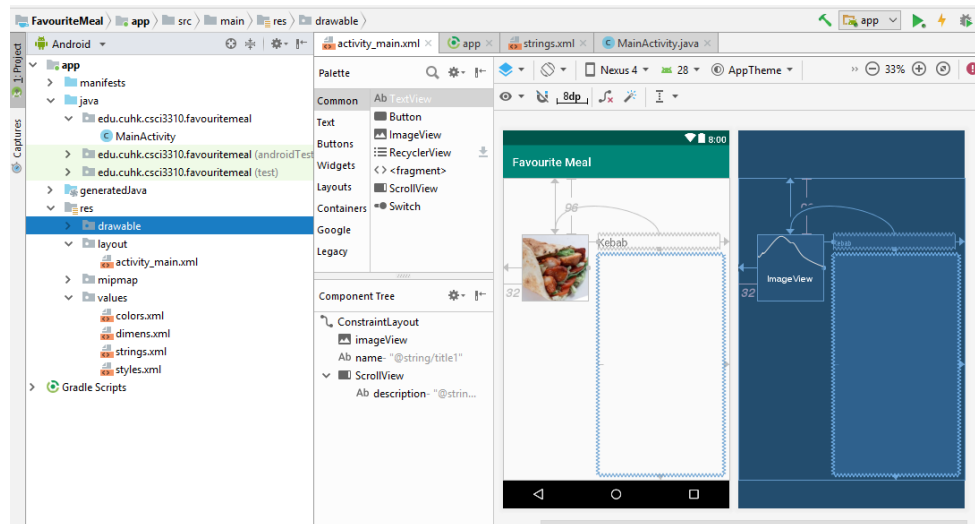 FavouriteMeal app src main res drawable
app
Android
activity_main.xml app strings.xml MainActivity.java
1: Project
Captures
app
manifests
java
edu.cuhk.csci3310.favouritemeal
MainActivity
edu.cuhk.csci3310.favouritemeal (androidTest
edu.cuhk.csci3310.favouritemeal (test)
generatedJava
res
drawable
layout
activity_main.xml
mipmap
values
colors.xml
dimens.xml
strings.xml
styles.xml
Gradle Scripts
Palette
Common
Text
Buttons
Widgets
Layouts
Containers
Google
Legacy
Ab TextView
Button
ImageView
RecyclerView
<> <fragment>
ScrollView
Switch
Component Tree
ConstraintLayout
imageView
Ab name- "@string/title1"
ScrollView
Ab description- "@strin...
Nexus 4 28 AppTheme 33%
8dp
8:00
Favourite Meal
96
Kebab
32
ImageView
Kebab
32